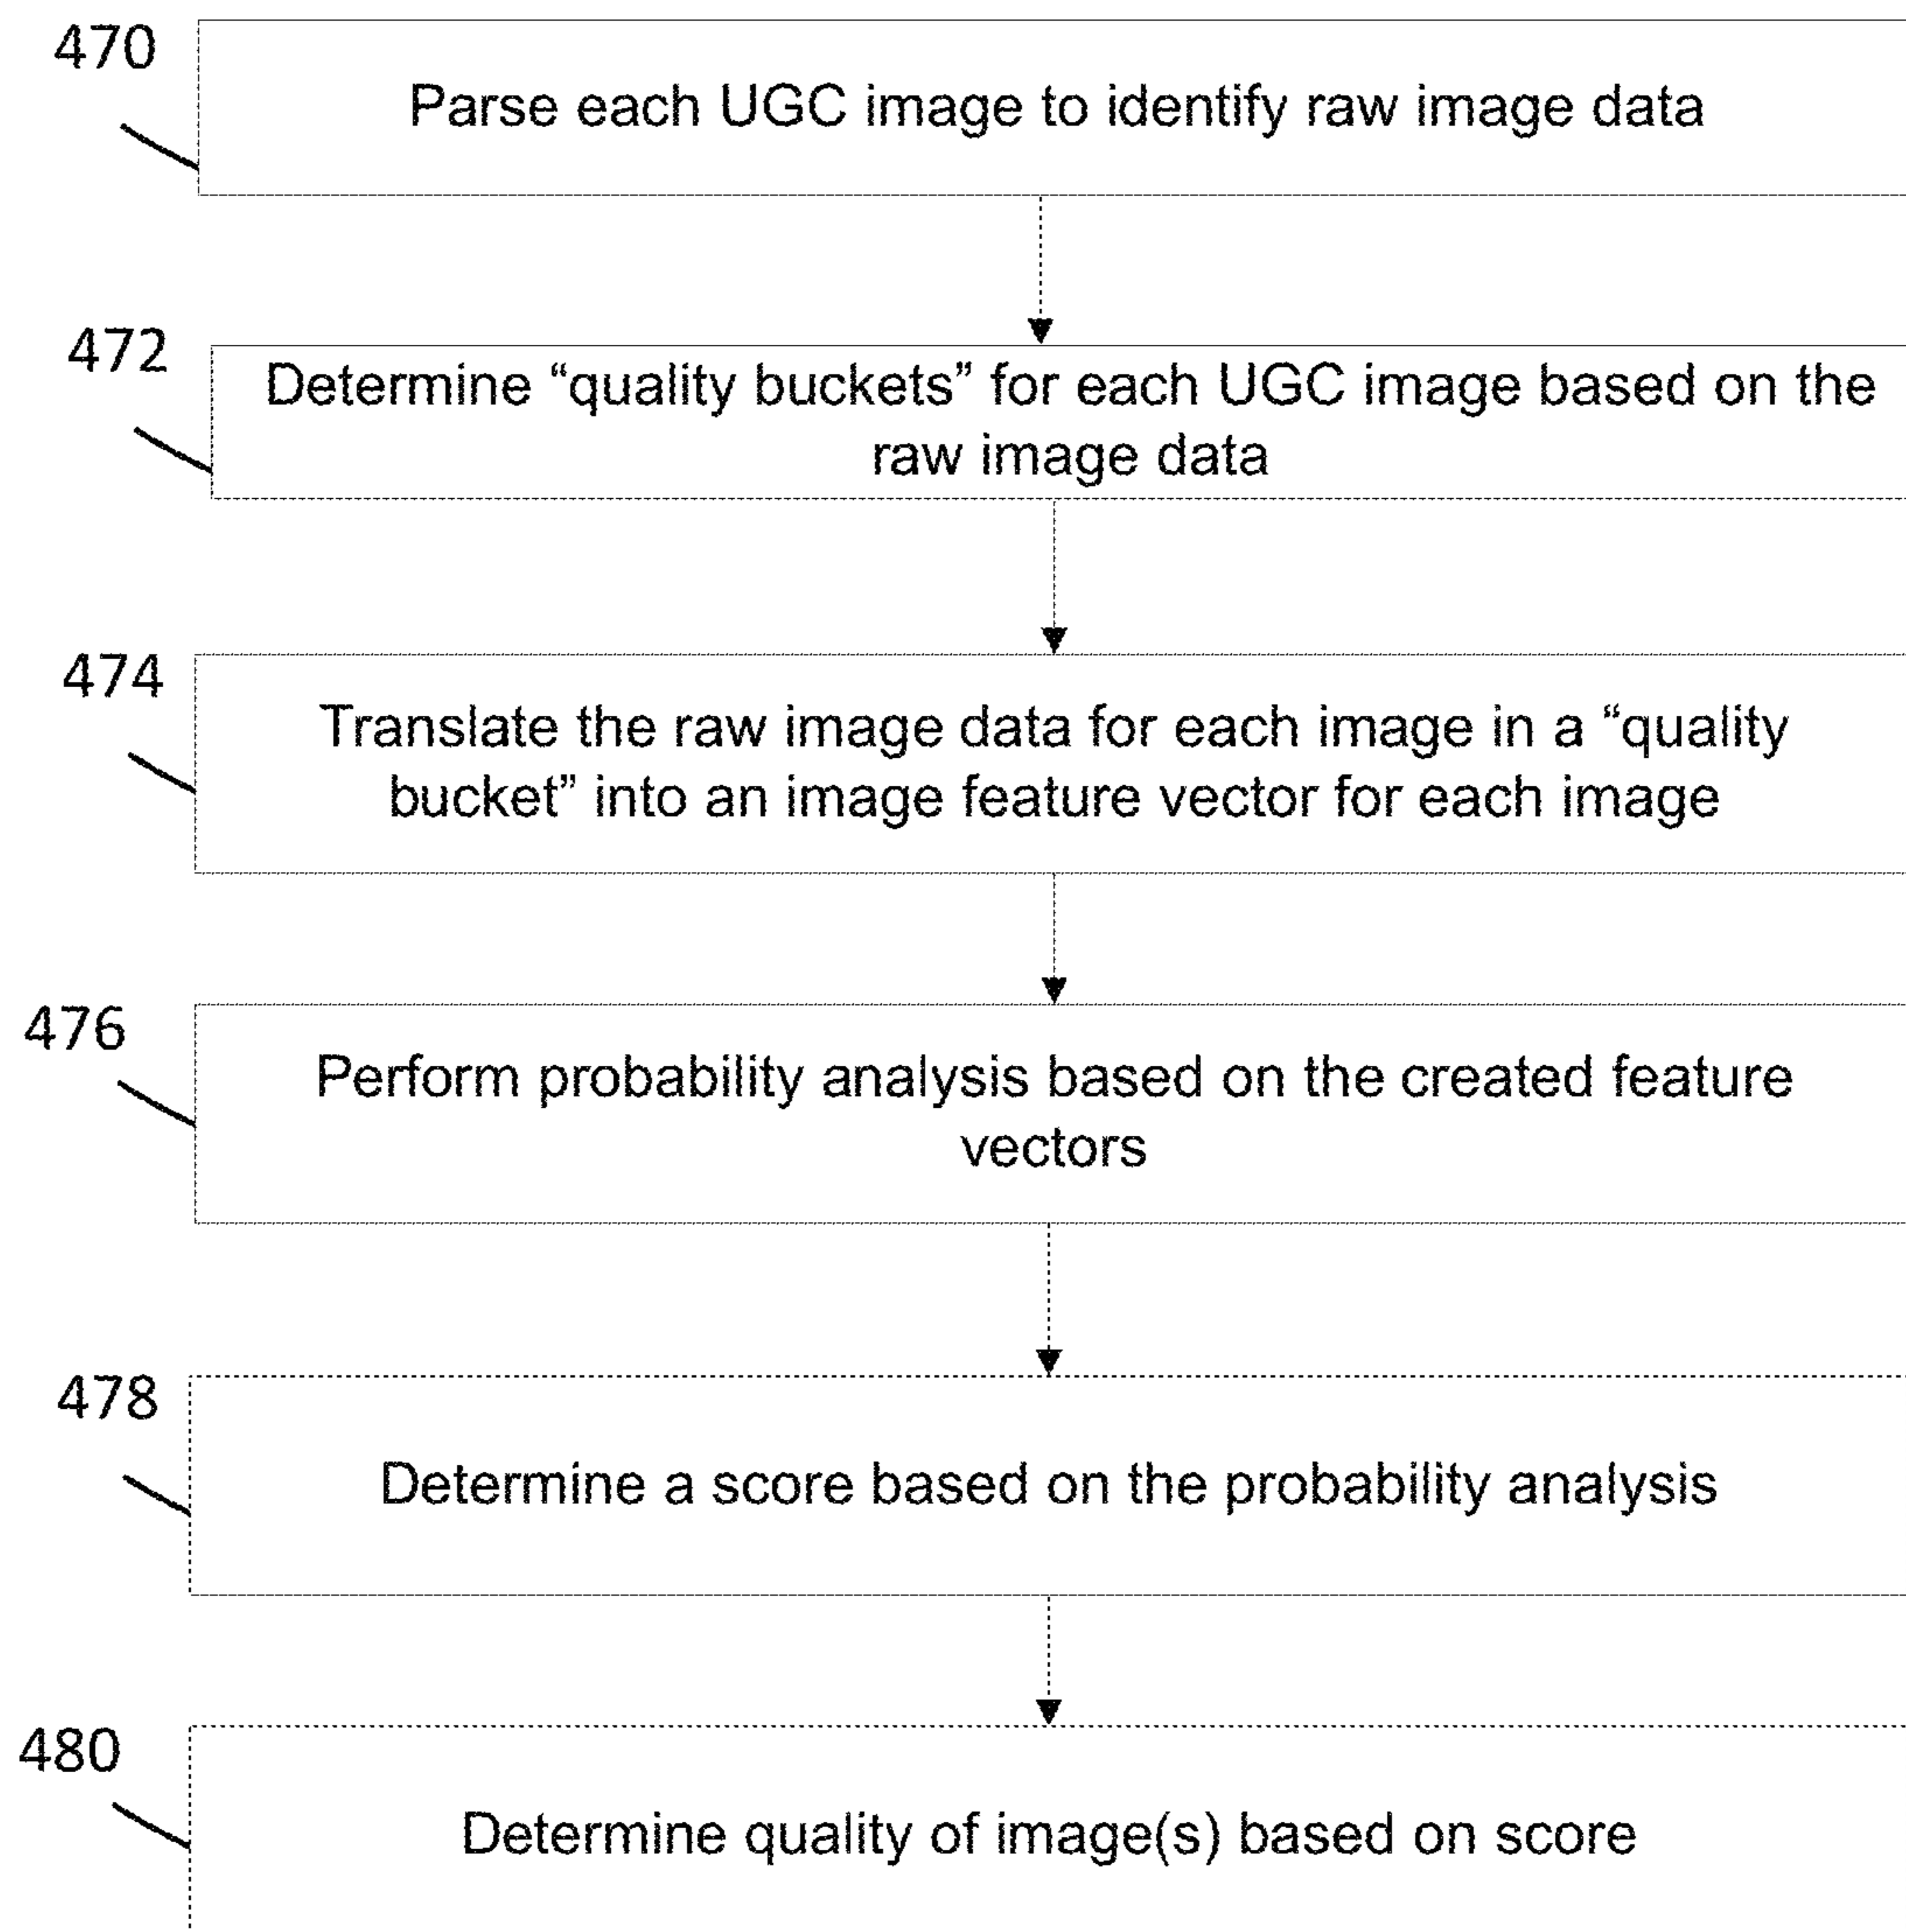 470
Parse each UGC image to identify raw image data
472
Determine “quality buckets” for each UGC image based on the
raw image data
474
Translate the raw image data for each image in a “quality
bucket” into an image feature vector for each image
476
Perform probability analysis based on the created feature
vectors
478
Determine a score based on the probability analysis
480
Determine quality of image(s) based on score